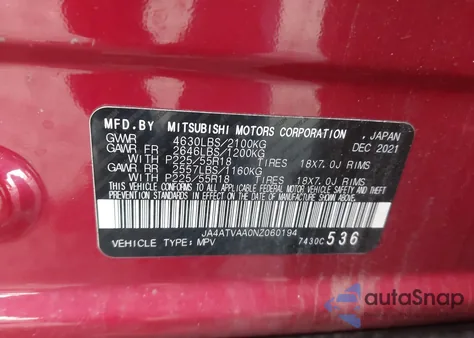 MFD.BY MITSUBISHI MOTORS CORPORATION ,JAPAN
GVWR 4630LBS/2100KG DEC 2021
GAWR FR 2646LBS/1200KG
WITH P225/55R18 TIRES 18X7.0J RIMS
GAWR RR 2557LBS/1160KG
WITH P225/55R18 TIRES 18X7.0J RIMS
THIS VEHICLE CONFORMS TO ALL APPLICABLE FEDERAL MOTOR VEHICLE SAFETY, BUMPER, AND THEFT
PREVENTION STANDARDS IN EFFECT ON THE DATE OF MANUFACTURE SHOWN ABOVE.
JA4ATVAA0NZ060194
VEHICLE TYPE: MPV 7430C 536
autoSnap